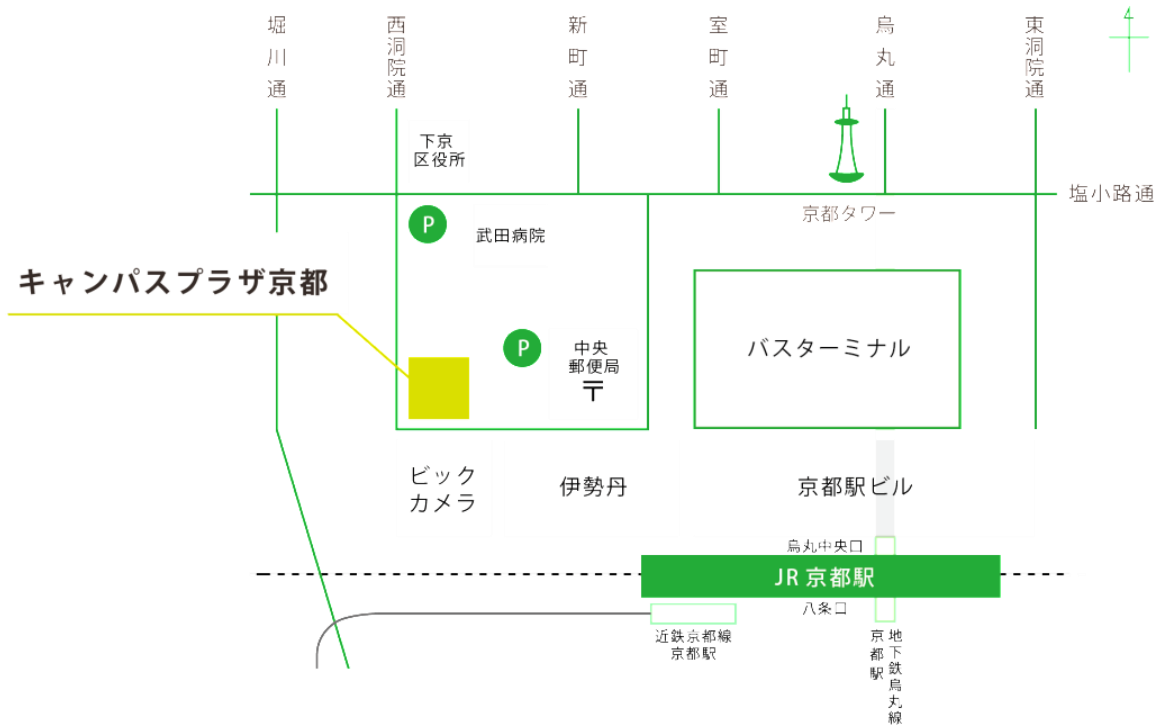 堀川通
西洞院通
新町通
室町通
烏丸通
東洞院通
4
下京
区役所
塩小路通
京都タワー
P
武田病院
キャンパスプラザ京都
P
中央
郵便局
〒
バスターミナル
ビック
カメラ
伊勢丹
京都駅ビル
烏丸中央口
JR 京都駅
八条口
近鉄京都線
京都駅
地下鉄烏丸線
京都駅